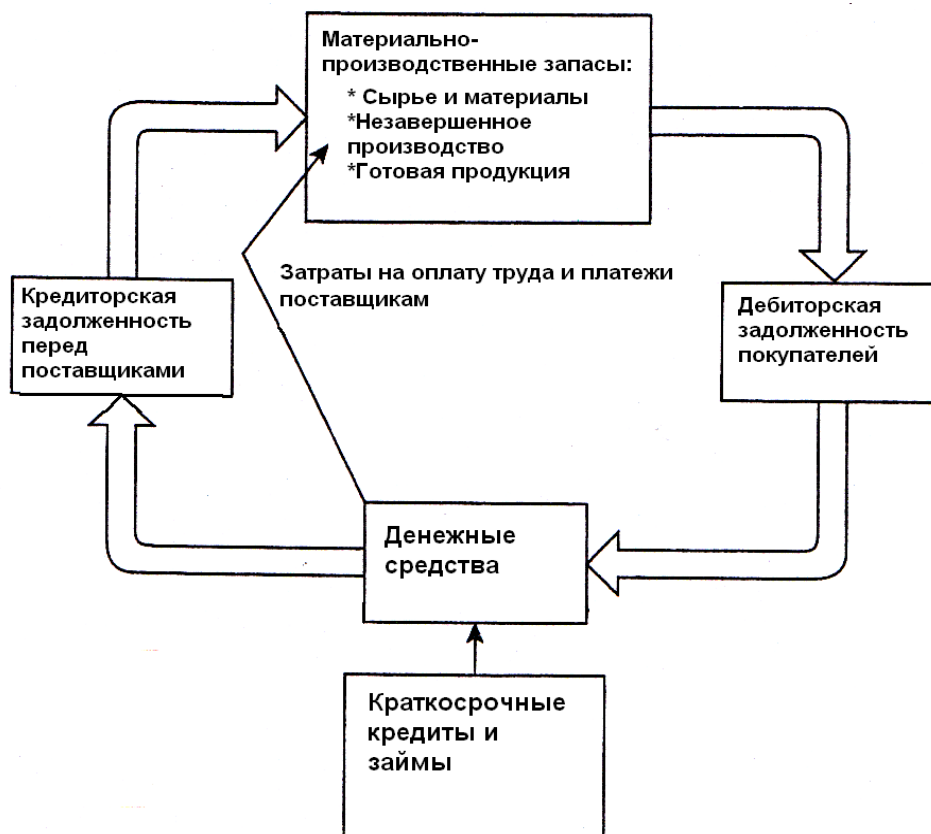 Материально-
производственные запасы:
* Сырье и материалы
*Незавершенное
производство
*Готовая продукция
Затраты на оплату труда и платежи
поставщикам
Кредиторская
задолженность
перед
поставщиками
Дебиторская
задолженность
покупателей
Денежные
средства
Краткосрочные
кредиты и
займы